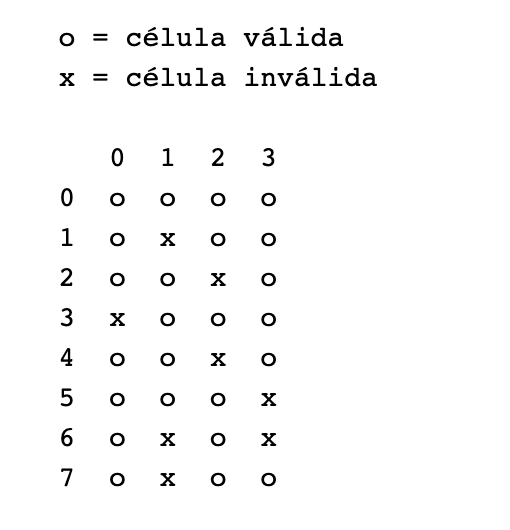 o = célula válida
x = célula inválida
0 1 2 3
0 o o o o
1 o x o o
2 o o x o
3 x o o o
4 o o x o
5 o o o x
6 o x o x
7 o x o o